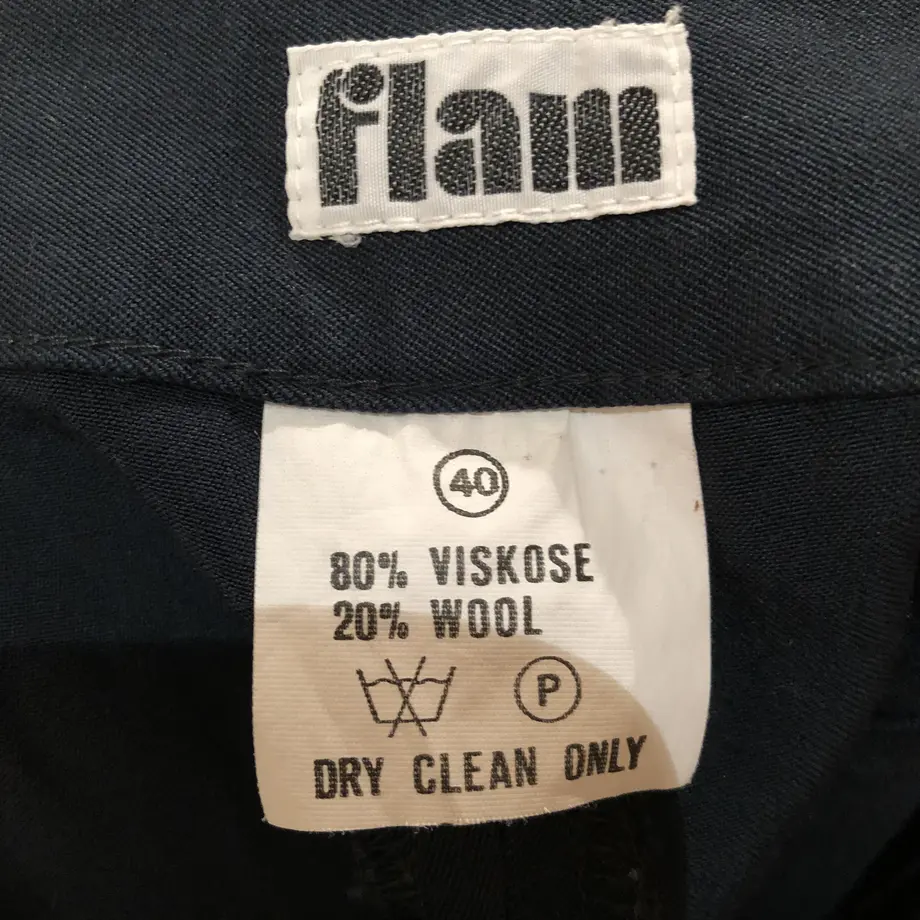 flam
40
80% VISKOSE
20% WOOL
P
DRY CLEAN ONLY